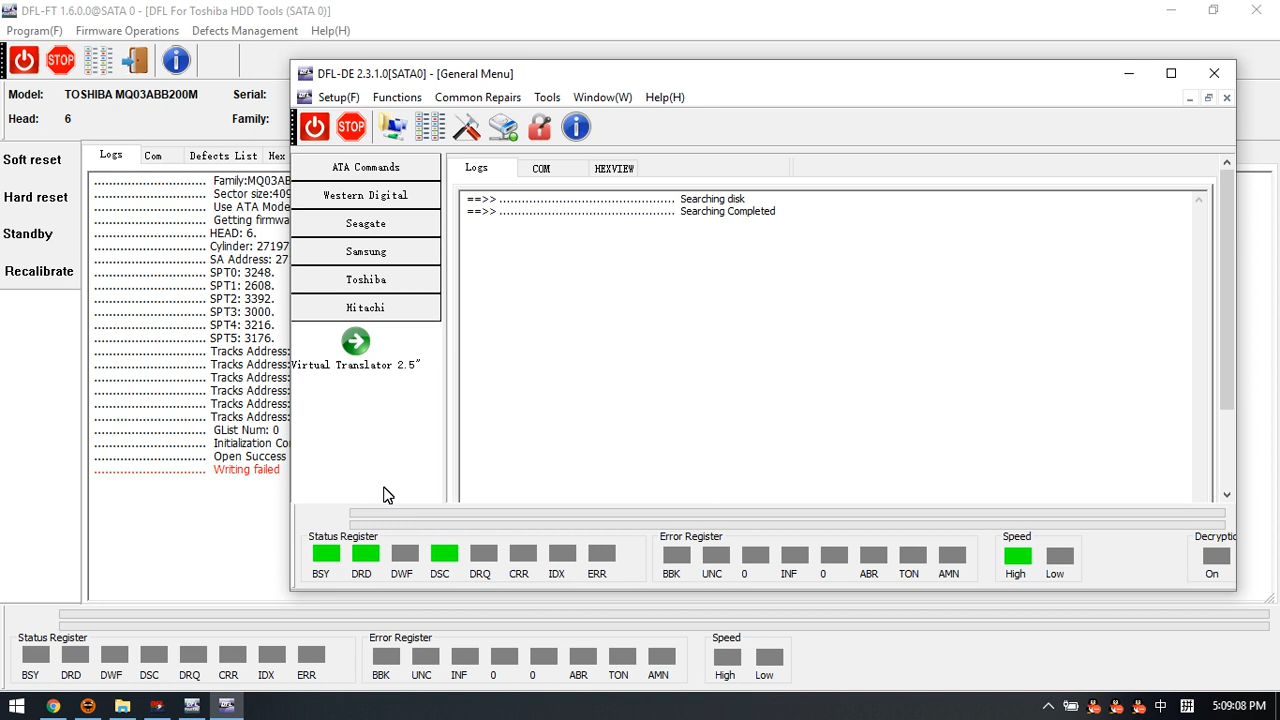 DFL-FT 1.6.0.0@SATA 0 - [DFL For Toshiba HDD Tools (SATA 0)]
Program(F) Firmware Operations Defects Management Help(H)
STOP
Model: TOSHIBA MQ03ABB200M Serial:
Head: 6 Family:
Soft reset
Hard reset
Standby
Recalibrate
Logs Com Defects List Hex
.............................. Family:MQ03AB
.............................. Sector size:409
.............................. Use ATA Mode
.............................. Getting firmwa
.............................. HEAD: 6.
.............................. Cylinder: 27197
.............................. SA Address: 27
.............................. SPT0: 3248.
.............................. SPT1: 2608.
.............................. SPT2: 3392.
.............................. SPT3: 3000.
.............................. SPT4: 3216.
.............................. SPT5: 3176.
.............................. Tracks Address:
.............................. Tracks Address:
.............................. Tracks Address:
.............................. Tracks Address:
.............................. Tracks Address:
.............................. Tracks Address:
.............................. GList Num: 0
.............................. Initialization Co
.............................. Open Success
.............................. Writing failed
DFL-DE 2.3.1.0[SATA0] - [General Menu]
Setup(F) Functions Common Repairs Tools Window(W) Help(H)
STOP
ATA Commands
Western Digital
Seagate
Samsung
Toshiba
Hitachi
Virtual Translator 2.5"
Logs COM HEXVIEW
==>> ................................................ Searching disk
==>> ................................................ Searching Completed
Status Register Error Register Speed Decryptic
BSY DRD DWF DSC DRQ CRR IDX ERR BBK UNC 0 INF 0 ABR TON AMN High Low On
Status Register Error Register Speed
BSY DRD DWF DSC DRQ CRR IDX ERR BBK UNC INF 0 0 ABR TON AMN High Low
中 拼 5:09:08 PM